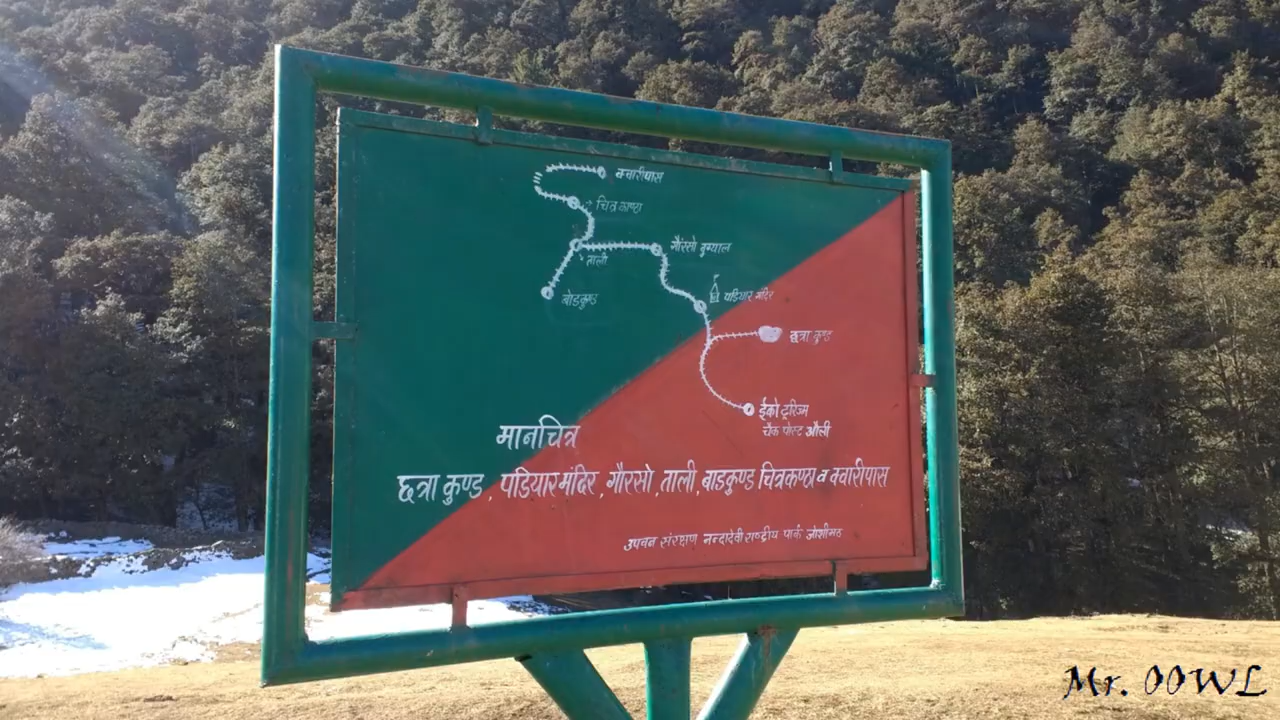 क्वारीपास
चित्र काण्ठा
ताली
गौरसो बुग्याल
बोडकुण्ड
पडियार मंदिर
छत्रा कुण्ड
ईको टूरिज्म
चैक पोस्ट औली
मानचित्र
छत्रा कुण्ड, पडियार मंदिर, गौरसो, ताली, बाडकुण्ड चित्रकण्ठा व क्वारीपास
उपवन संरक्षण नन्दादेवी राष्ट्रीय पार्क जोशीमठ
Mr. OOWL